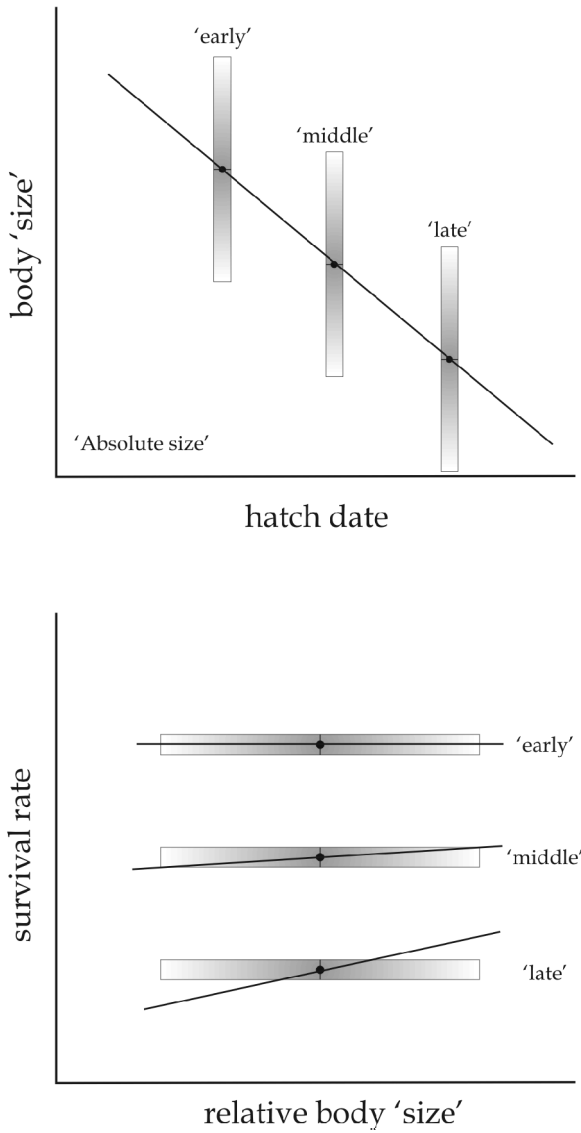 ‘early’
‘middle’
‘late’
body ‘size’
‘Absolute size’
hatch date
‘early’
‘middle’
‘late’
survival rate
relative body ‘size’